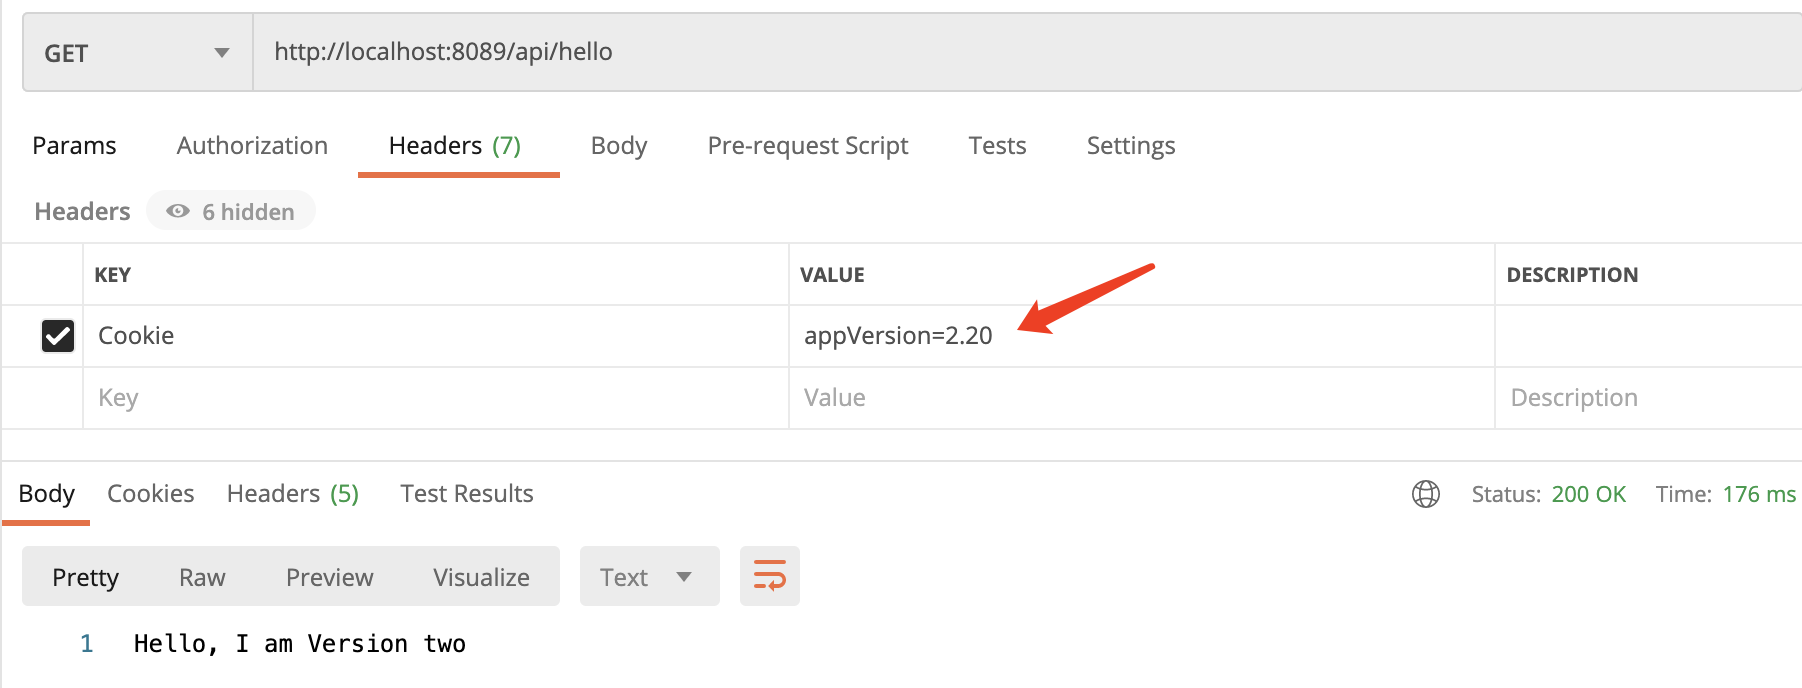 GET http://localhost:8089/api/hello
Params Authorization Headers (7) Body Pre-request Script Tests Settings
Headers 6 hidden
KEY VALUE DESCRIPTION
Cookie appVersion=2.20
Key Value Description
Body Cookies Headers (5) Test Results Status: 200 OK Time: 176 ms
Pretty Raw Preview Visualize Text
1 Hello, I am Version two